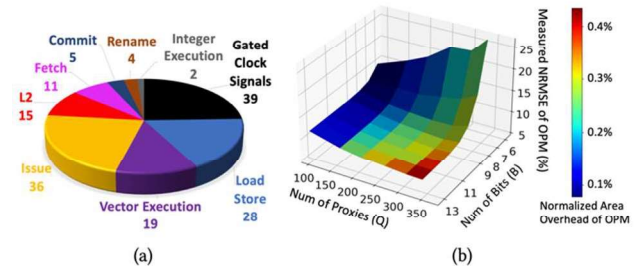 (a)
Commit
5
Rename
4
Integer
Execution
2
Gated
Clock
Signals
39
Fetch
11
L2
15
Issue
36
Vector Execution
19
Load
Store
28
(a)
(b)
25
20
15
10
5
Measured NRMSE
of OPM (%)
100
150
200
250
300
350
Num of Proxies (Q)
13
11
9
8
>6
Num of Bits (B)
0.4%
0.3%
0.2%
0.1%
Normalized Area
Overhead of OPM
(b)